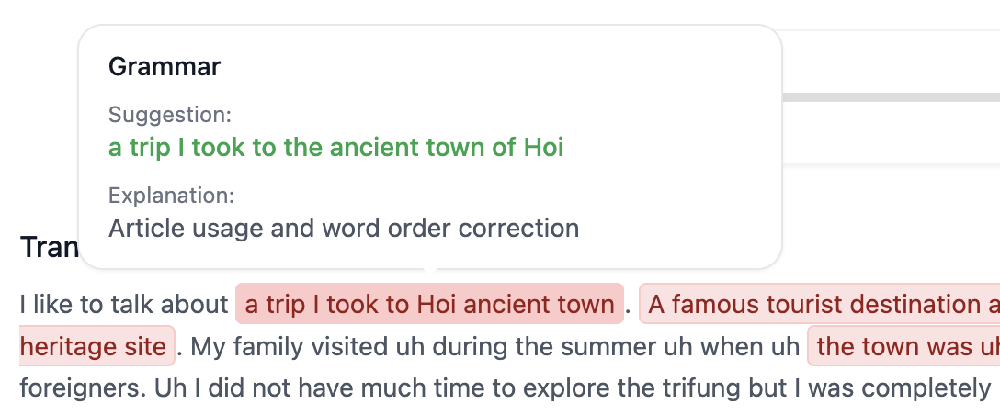 Grammar
Suggestion:
a trip I took to the ancient town of Hoi
Explanation:
Article usage and word order correction
Tran
I like to talk about a trip I took to Hoi ancient town. A famous tourist destination
heritage site. My family visited uh during the summer uh when uh the town was
foreigners. Uh I did not have much time to explore the trifung but I was completely